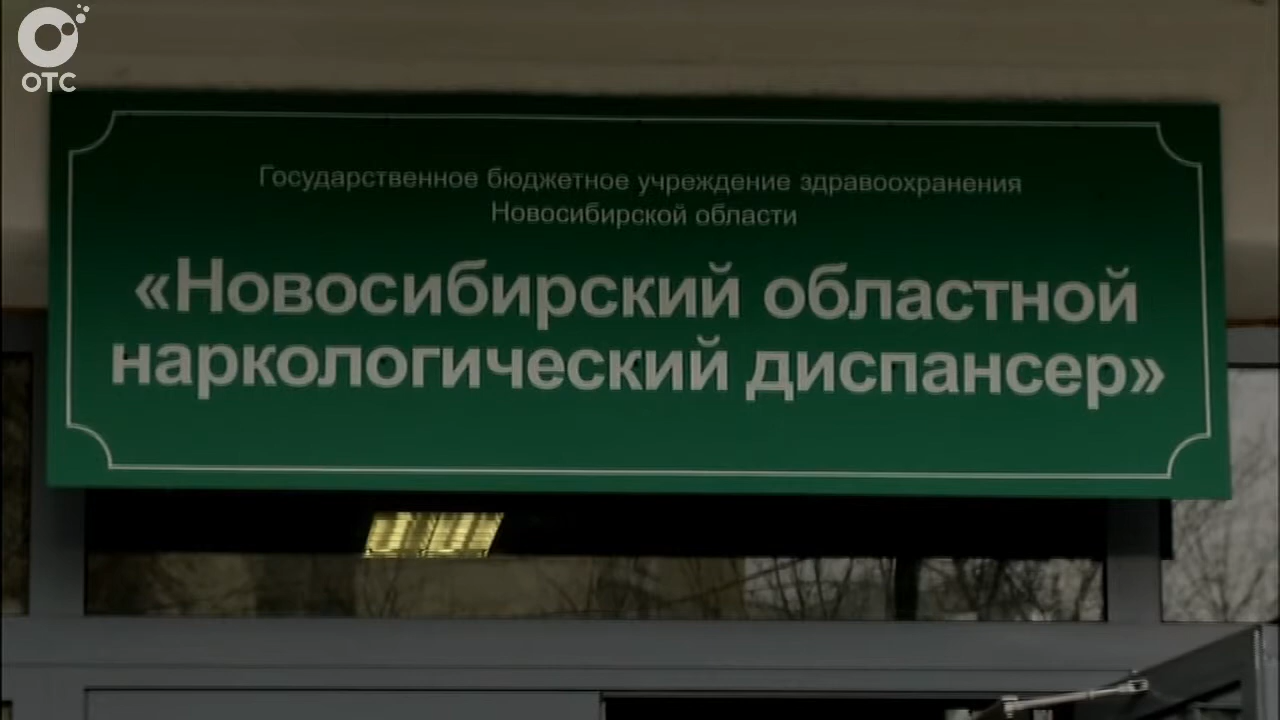 ОТС
Государственное бюджетное учреждение здравоохранения
Новосибирской области
«Новосибирский областной
наркологический диспансер»